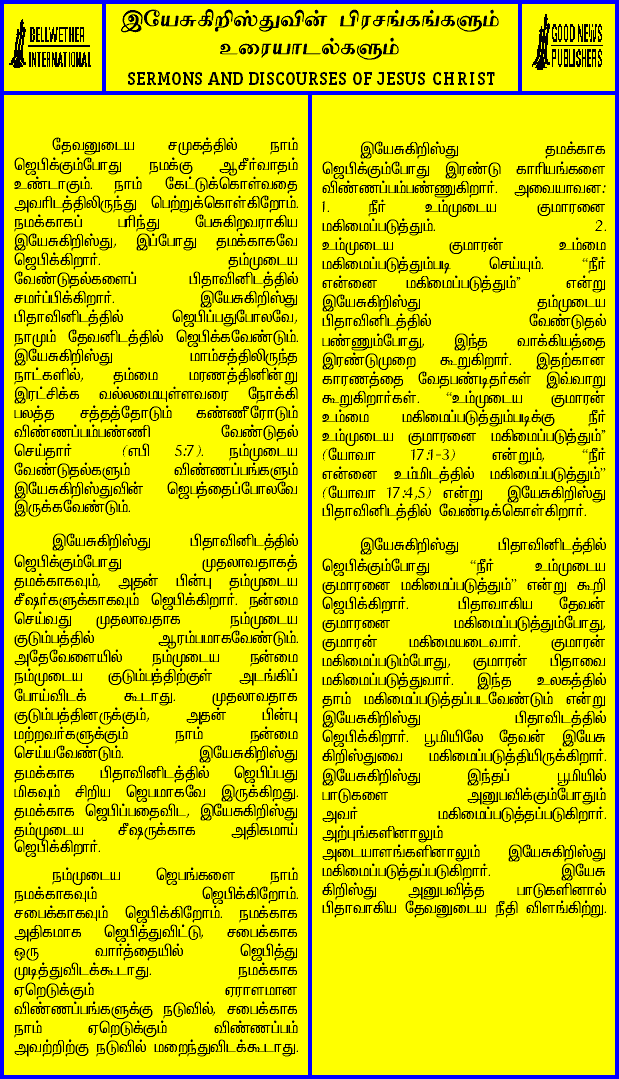 BELLWETHER
INTERNATIONAL
இயேசுகிறிஸ்துவின் பிரசங்கங்களும்
உரையாடல்களும்
SERMONS AND DISCOURSES OF JESUS CHRIST
GOOD NEWS
PUBLISHERS
தேவனுடைய சமுகத்தில் நாம்
ஜெபிக்கும்போது நமக்கு ஆசீர்வாதம்
உண்டாகும். நாம் கேட்டுக்கொள்வதை
அவரிடத்திலிருந்து பெற்றுக்கொள்கிறோம்.
நமக்காகப் பரிந்து பேசுகிறவராகிய
இயேசுகிறிஸ்து, இப்போது தமக்காகவே
ஜெபிக்கிறார். தம்முடைய
வேண்டுதல்களைப் பிதாவினிடத்தில்
சமர்ப்பிக்கிறார். இயேசுகிறிஸ்து
பிதாவினிடத்தில் ஜெபிப்பதுபோலவே,
நாமும் தேவனிடத்தில் ஜெபிக்கவேண்டும்.
இயேசுகிறிஸ்து மாம்சத்திலிருந்த
நாட்களில், தம்மை மரணத்தினின்று
இரட்சிக்க வல்லமையுள்ளவரை நோக்கி
பலத்த சத்தத்தோடும் கண்ணீரோடும்
விண்ணப்பம்பண்ணி வேண்டுதல்
செய்தார் (எபி 5:7). நம்முடைய
வேண்டுதல்களும் விண்ணப்பங்களும்
இயேசுகிறிஸ்துவின் ஜெபத்தைப்போலவே
இருக்கவேண்டும்.
இயேசுகிறிஸ்து பிதாவினிடத்தில்
ஜெபிக்கும்போது முதலாவதாகத்
தமக்காகவும், அதன் பின்பு தம்முடைய
சீஷர்களுக்காகவும் ஜெபிக்கிறார். நன்மை
செய்வது முதலாவதாக நம்முடைய
குடும்பத்தில் ஆரம்பமாகவேண்டும்.
அதேவேளையில் நம்முடைய நன்மை
நம்முடைய குடும்பத்திற்குள் அடங்கிப்
போய்விடக் கூடாது. முதலாவதாக
குடும்பத்தினருக்கும், அதன் பின்பு
மற்றவர்களுக்கும் நாம் நன்மை
செய்யவேண்டும். இயேசுகிறிஸ்து
தமக்காக பிதாவினிடத்தில் ஜெபிப்பது
மிகவும் சிறிய ஜெபமாகவே இருக்கிறது.
தமக்காக ஜெபிப்பதைவிட, இயேசுகிறிஸ்து
தம்முடைய சீஷருக்காக அதிகமாய்
ஜெபிக்கிறார்.
நம்முடைய ஜெபங்களை நாம்
நமக்காகவும் ஜெபிக்கிறோம்.
சபைக்காகவும் ஜெபிக்கிறோம். நமக்காக
அதிகமாக ஜெபித்துவிட்டு, சபைக்காக
ஒரு வார்த்தையில் ஜெபித்து
முடித்துவிடக்கூடாது. நமக்காக
ஏறெடுக்கும் ஏராளமான
விண்ணப்பங்களுக்கு நடுவில், சபைக்காக
நாம் ஏறெடுக்கும் விண்ணப்பம்
அவற்றிற்கு நடுவில் மறைந்துவிடக்கூடாது.
இயேசுகிறிஸ்து தமக்காக
ஜெபிக்கும்போது இரண்டு காரியங்களை
விண்ணப்பம்பண்ணுகிறார். அவையாவன:
1. நீர் உம்முடைய குமாரனை
மகிமைப்படுத்தும். 2.
உம்முடைய குமாரன் உம்மை
மகிமைப்படுத்தும்படி செய்யும். “நீர்
என்னை மகிமைப்படுத்தும்” என்று
இயேசுகிறிஸ்து தம்முடைய
பிதாவினிடத்தில் வேண்டுதல்
பண்ணும்போது, இந்த வாக்கியத்தை
இரண்டுமுறை கூறுகிறார். இதற்கான
காரணத்தை வேதபண்டிதர்கள் இவ்வாறு
கூறுகிறார்கள். “உம்முடைய குமாரன்
உம்மை மகிமைப்படுத்தும்படிக்கு நீர்
உம்முடைய குமாரனை மகிமைப்படுத்தும்”
(யோவா 17:1-3) என்றும், “நீர்
என்னை உம்மிடத்தில் மகிமைப்படுத்தும்”
(யோவா 17:4,5) என்று இயேசுகிறிஸ்து
பிதாவினிடத்தில் வேண்டிக்கொள்கிறார்.
இயேசுகிறிஸ்து பிதாவினிடத்தில்
ஜெபிக்கும்போது “நீர் உம்முடைய
குமாரனை மகிமைப்படுத்தும்” என்று கூறி
ஜெபிக்கிறார். பிதாவாகிய தேவன்
குமாரனை மகிமைப்படுத்தும்போது,
குமாரன் மகிமையடைவார். குமாரன்
மகிமைப்படும்போது, குமாரன் பிதாவை
மகிமைப்படுத்துவார். இந்த உலகத்தில்
தாம் மகிமைப்படுத்தப்படவேண்டும் என்று
இயேசுகிறிஸ்து பிதாவிடத்தில்
ஜெபிக்கிறார். பூமியிலே தேவன் இயேசு
கிறிஸ்துவை மகிமைப்படுத்தியிருக்கிறார்.
இயேசுகிறிஸ்து இந்தப் பூமியில்
பாடுகளை அனுபவிக்கும்போதும்
அவர் மகிமைப்படுத்தப்படுகிறார்.
அற்புங்களினாலும்
அடையாளங்களினாலும் இயேசுகிறிஸ்து
மகிமைப்படுத்தப்படுகிறார். இயேசு
கிறிஸ்து அனுபவித்த பாடுகளினால்
பிதாவாகிய தேவனுடைய நீதி விளங்கிற்று.